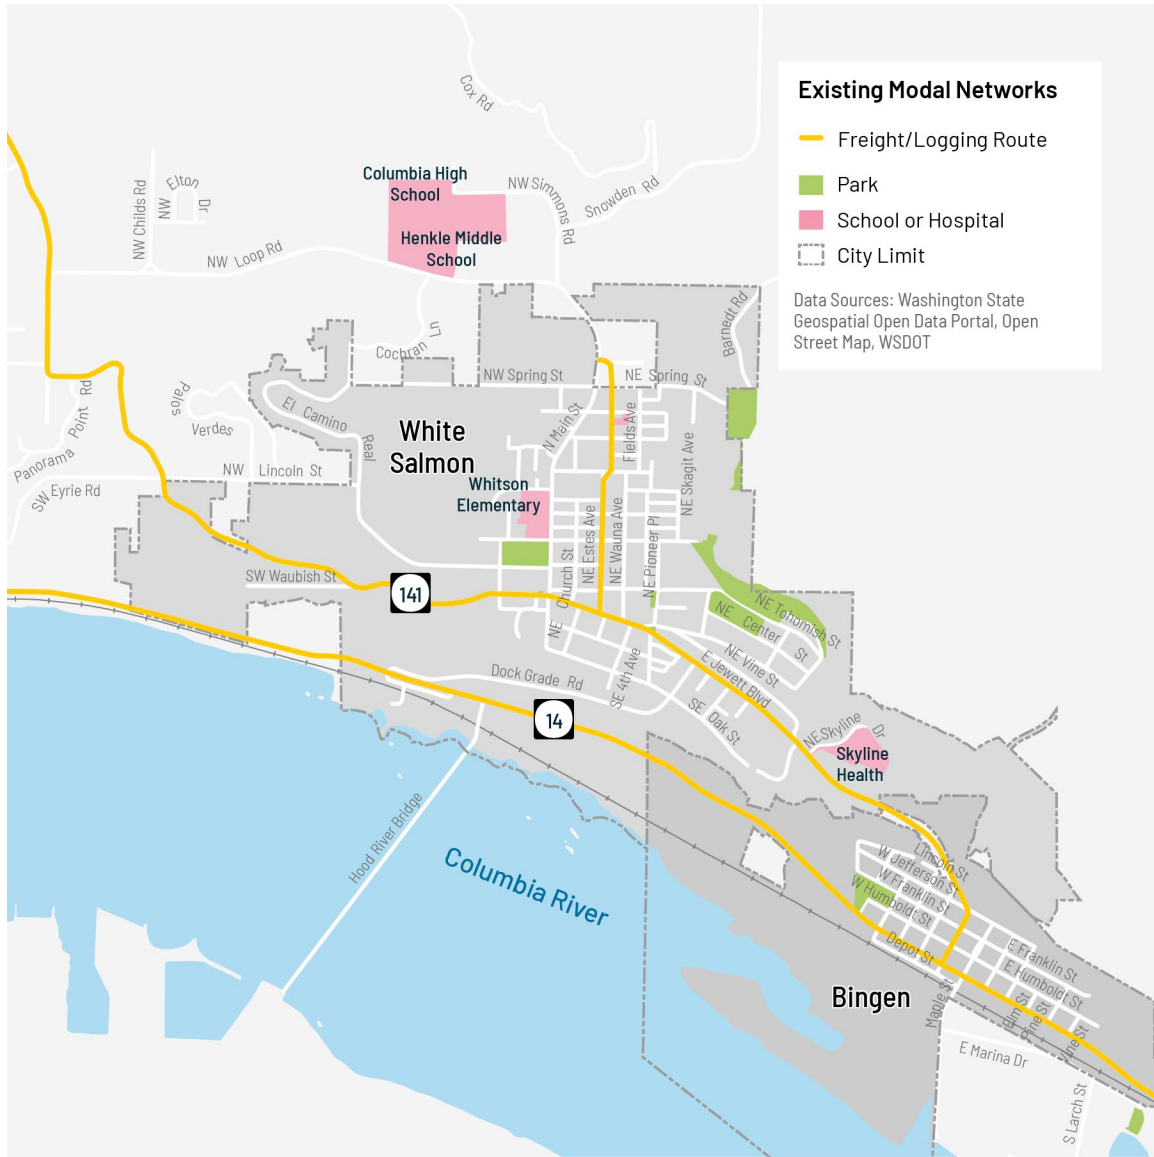 Existing Modal Networks
Freight/Logging Route
Park
School or Hospital
City Limit
Data Sources: Washington State
Geospatial Open Data Portal, Open
Street Map, WSDOT
Cox Rd
Columbia High
School
NW Simmons Rd
Snowden Rd
NW Childs Rd
NW Elton Dr
Henkle Middle
School
NW Loop Rd
Cochran Ln
Barnedt Rd
NW Spring St
NE Spring St
Palos Verdes
Panorama Point Rd
El Camino Real
White
Salmon
N Main St
Fields Ave
NE Skagit Ave
NW Lincoln St
SW Eyrie Rd
Whitson
Elementary
NE Estes Ave
NE Wauna Ave
NE Pioneer Pl
NE Church St
SW Waubish St
141
NE Tohomish St
NE Center St
NE Vine St
E Jewett Blvd
SE 4th Ave
Dock Grade Rd
SE Oak St
14
NE Skyline Dr
Skyline
Health
Hood River Bridge
Columbia River
Lincoln St
W Jefferson St
W Franklin St
W Humboldt St
Depot St
E Franklin St
E Humboldt St
Bingen
Maple St
Elm St
Pine St
Vine St
E Marina Dr
S Larch St